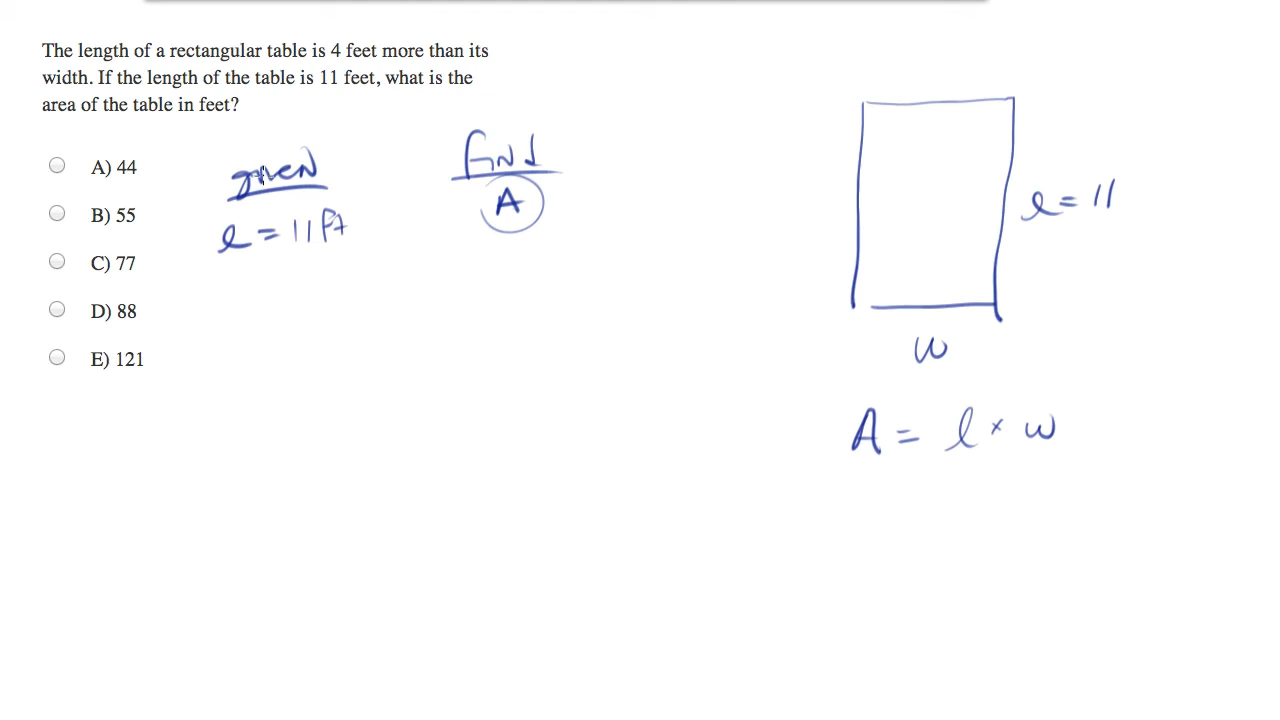 The length of a rectangular table is 4 feet more than its
width. If the length of the table is 11 feet, what is the
area of the table in feet?
A) 44
B) 55
C) 77
D) 88
E) 121
given
l = 11 ft
find
A
l = 11
w
A = l × w